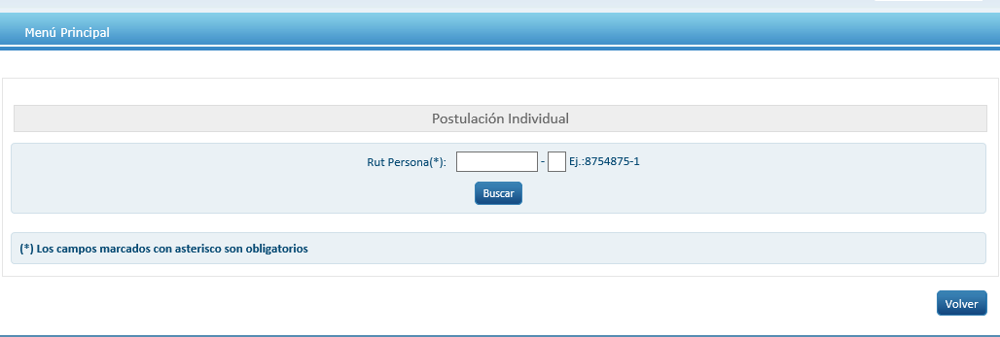 Menú Principal
Postulación Individual
Rut Persona(*): - Ej.:8754875-1
Buscar
(*) Los campos marcados con asterisco son obligatorios
Volver